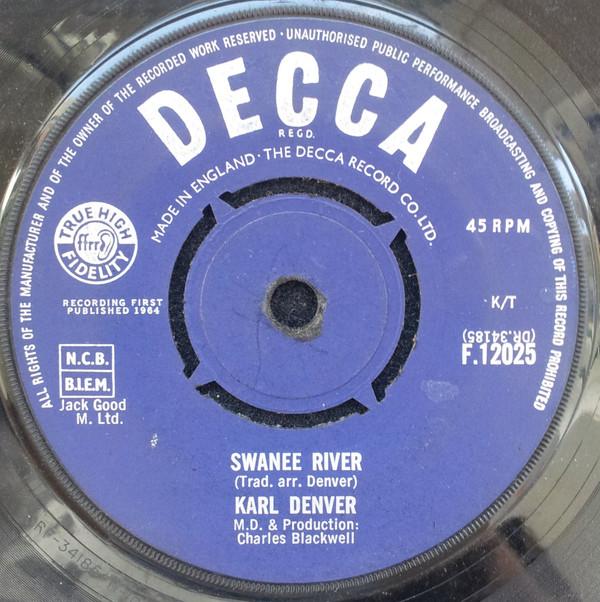 ALL RIGHTS OF THE MANUFACTURER AND OF THE OWNER OF THE RECORDED WORK RESERVED · UNAUTHORISED PUBLIC PERFORMANCE BROADCASTING AND COPYING OF THIS RECORD PROHIBITED
DECCA
REGD.
MADE IN ENGLAND · THE DECCA RECORD CO. LTD.
TRUE HIGH
ffrr
FIDELITY
45 RPM
RECORDING FIRST
PUBLISHED 1964
K/T
(DR.34185)
F.12025
N.C.B.
B.I.E.M.
Jack Good
M. Ltd.
SWANEE RIVER
(Trad. arr. Denver)
KARL DENVER
M.D. & Production:
Charles Blackwell